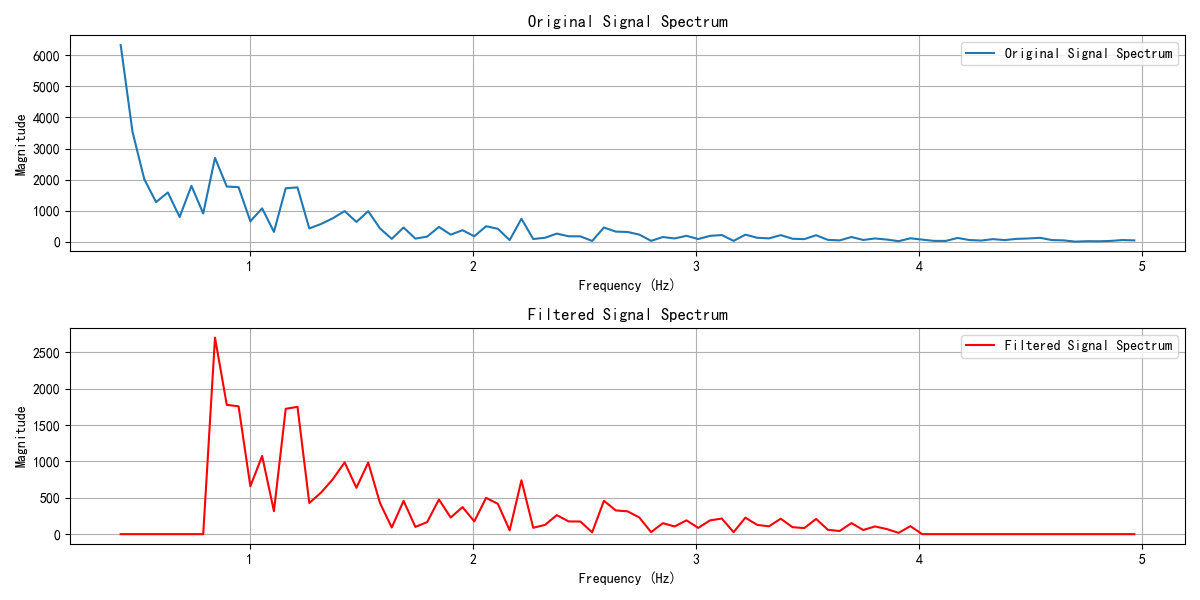 Original Signal Spectrum
Original Signal Spectrum
6000
5000
4000
3000
2000
1000
0
Magnitude
1 2 3 4 5
Frequency (Hz)
Filtered Signal Spectrum
Filtered Signal Spectrum
2500
2000
1500
1000
500
0
Magnitude
1 2 3 4 5
Frequency (Hz)